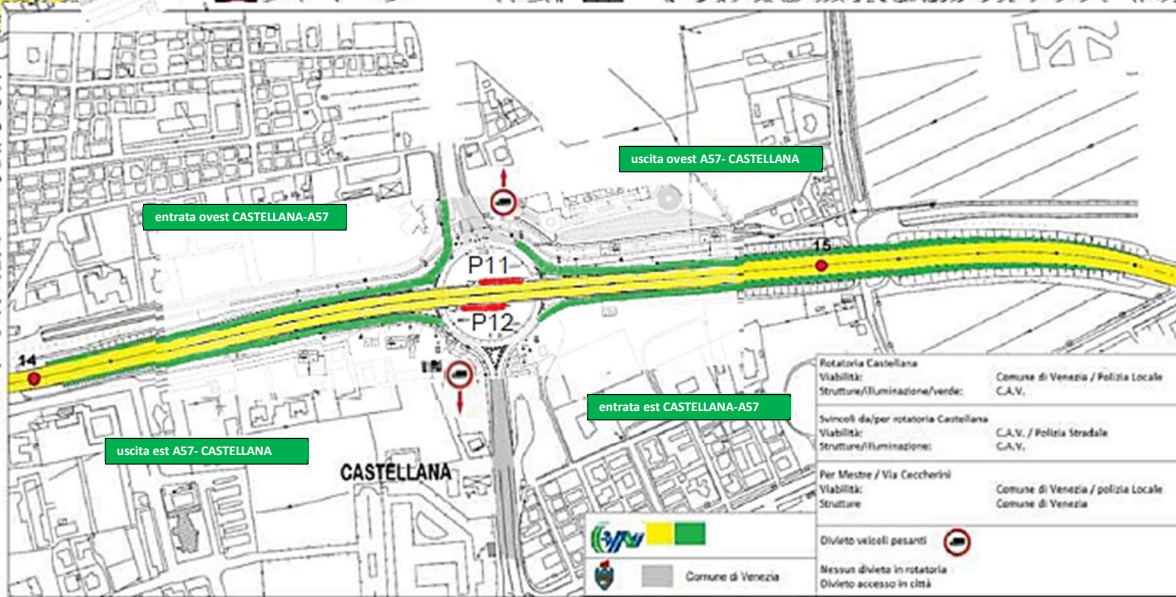 uscita ovest A57- CASTELLANA
entrata ovest CASTELLANA-A57
15
P11
P12
14
entrata est CASTELLANA-A57
uscita est A57- CASTELLANA
CASTELLANA
Rotatoria Castellana
Viabilità: Comune di Venezia / Polizia Locale
Strutture/illuminazione/verde: C.A.V.
Svincoli da/per rotatoria Castellana
Viabilità: C.A.V. / Polizia Stradale
Strutture/illuminazione: C.A.V.
Per Mestre / Via Ceccherini
Viabilità: Comune di Venezia / polizia Locale
Strutture Comune di Venezia
Divieto veicoli pesanti
Nessun divieto in rotatoria
Divieto accesso in città
Comune di Venezia